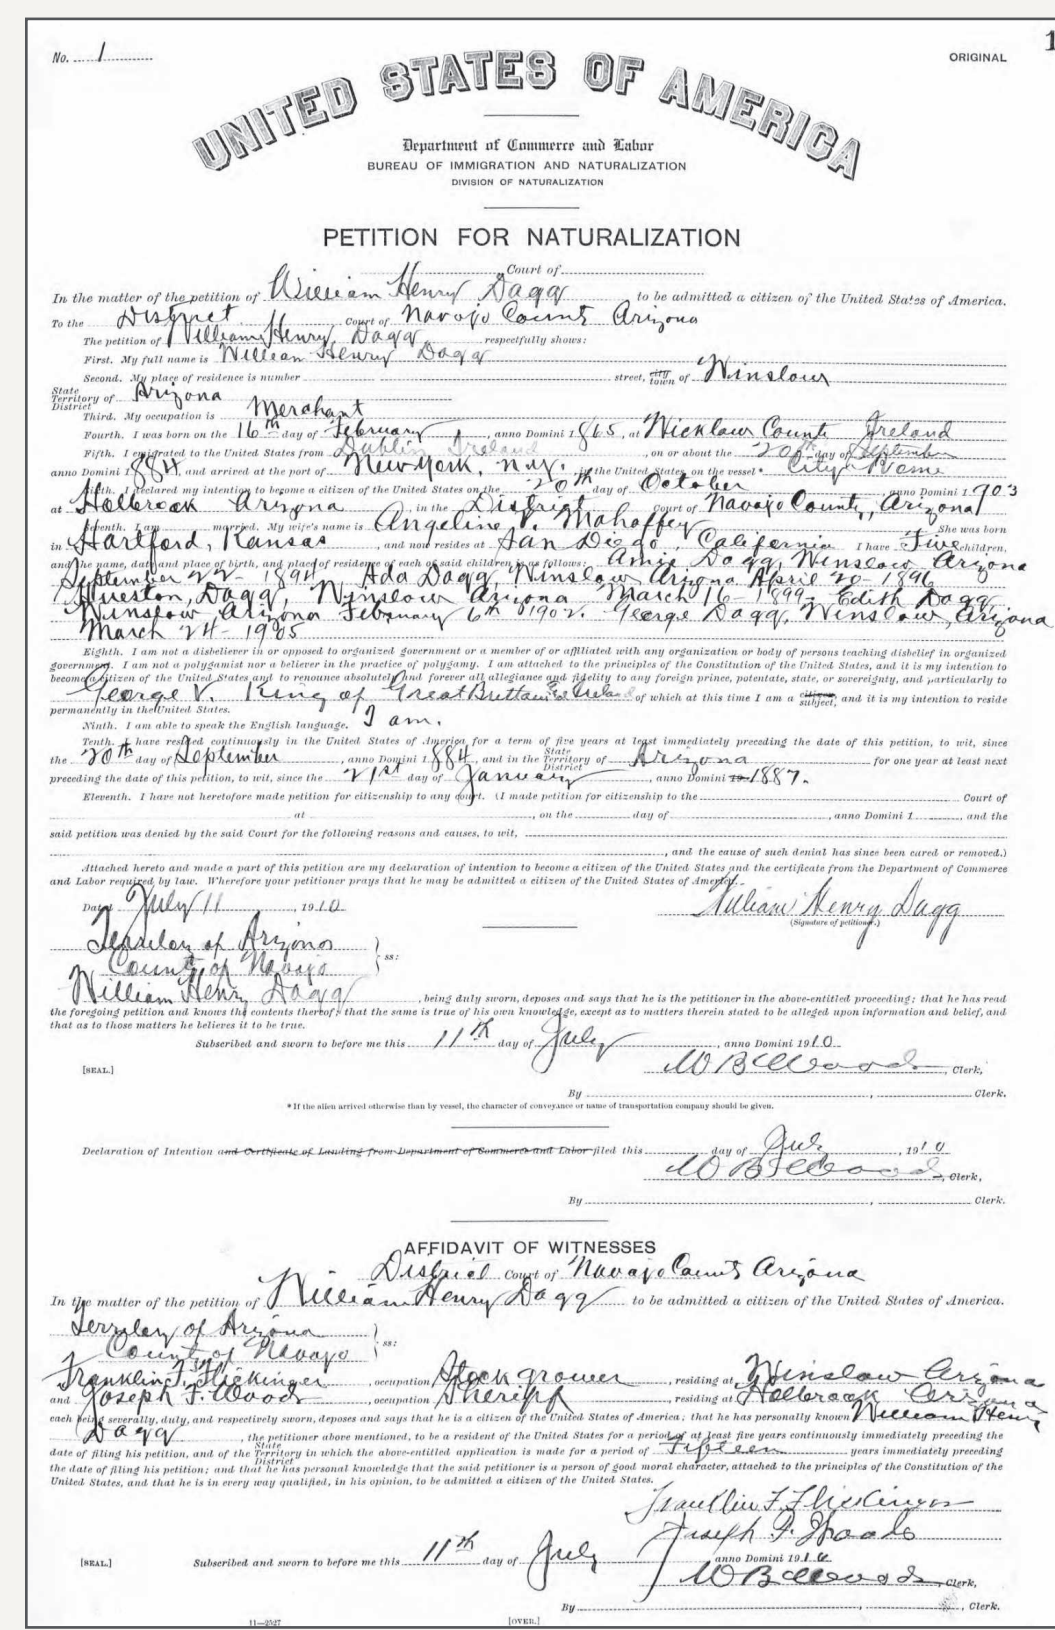 No. 1
ORIGINAL
1
UNITED STATES OF AMERICA
Department of Commerce and Labor
BUREAU OF IMMIGRATION AND NATURALIZATION
DIVISION OF NATURALIZATION
PETITION FOR NATURALIZATION
Court of
In the matter of the petition of William Henry Dagg to be admitted a citizen of the United States of America.
To the District Court of Navajo County Arizona
The petition of William Henry Dagg respectfully shows:
First. My full name is William Henry Dagg
Second. My place of residence is number street, city town of Winslow
State Territory District of Arizona
Third. My occupation is Merchant
Fourth. I was born on the 16th day of February, anno Domini 1865, at Wicklow County Ireland
Fifth. I emigrated to the United States from Dublin Ireland, on or about the 20th day of September
anno Domini 1884, and arrived at the port of New York, N.Y. in the United States on the vessel * City of Rome
Sixth. I declared my intention to become a citizen of the United States on the 20th day of October anno Domini 1903
at Holbrook Arizona in the District Court of Navajo County, Arizona
Seventh. I am married. My wife's name is Angeline V. Mahaffey She was born
in Hartford, Kansas, and now resides at San Diego, California I have Five children,
and the name, date and place of birth, and place of residence of each of said children is as follows: Dagg, Winslow Arizona
September 22- 1894 Ada Dagg, Winslow Arizona April 20- 1896
Dagg, Winslow Arizona March 16- 1899- Edith Dagg
Winslow Arizona February 6th 1902. George Dagg, Winslow, Arizona
March 24- 1905
Eighth. I am not a disbeliever in or opposed to organized government or a member of or affiliated with any organization or body of persons teaching disbelief in organized
government. I am not a polygamist nor a believer in the practice of polygamy. I am attached to the principles of the Constitution of the United States, and it is my intention to
become a citizen of the United States and to renounce absolutely and forever all allegiance and fidelity to any foreign prince, potentate, state, or sovereignty, and particularly to
George V. King of Great Brittain & Ireland of which at this time I am a citizen subject, and it is my intention to reside
permanently in the United States.
Ninth. I am able to speak the English language. I am.
Tenth. I have resided continuously in the United States of America for a term of five years at least immediately preceding the date of this petition, to wit, since
the 20th day of September, anno Domini 1884, and in the State Territory District of Arizona for one year at least next
preceding the date of this petition, to wit, since the 21st day of January, anno Domini 19 1887.
Eleventh. I have not heretofore made petition for citizenship to any court. (I made petition for citizenship to the Court of
at, on the day of, anno Domini 1, and the
said petition was denied by the said Court for the following reasons and causes, to wit,
, and the cause of such denial has since been cured or removed.)
Attached hereto and made a part of this petition are my declaration of intention to become a citizen of the United States and the certificate from the Department of Commerce
and Labor required by law. Wherefore your petitioner prays that he may be admitted a citizen of the United States of America.
Dated July 11, 1910
William Henry Dagg
(Signature of petitioner.)
Territory of Arizona
County of Navajo
ss:
William Henry Dagg, being duly sworn, deposes and says that he is the petitioner in the above-entitled proceeding; that he has read
the foregoing petition and knows the contents thereof; that the same is true of his own knowledge, except as to matters therein stated to be alleged upon information and belief, and
that as to those matters he believes it to be true.
Subscribed and sworn to before me this 11th day of July, anno Domini 1910
[SEAL.]
W B Woods, Clerk,
By, Clerk.
* If the alien arrived otherwise than by vessel, the character of conveyance or name of transportation company should be given.
Declaration of Intention and Certificate of Landing from Department of Commerce and Labor filed this day of July, 1910
W B Woods, Clerk,
By, Clerk.
AFFIDAVIT OF WITNESSES
District Court of Navajo County Arizona
In the matter of the petition of William Henry Dagg to be admitted a citizen of the United States of America.
Territory of Arizona
County of Navajo
ss:
Franklin F. Flickinger, occupation Stock grower, residing at Winslow Arizona
and Joseph F. Woods, occupation Sheriff, residing at Holbrook Arizona
each being severally, duly, and respectively sworn, deposes and says that he is a citizen of the United States of America; that he has personally known William Henry
Dagg, the petitioner above mentioned, to be a resident of the United States for a period of at least five years continuously immediately preceding the
date of filing his petition, and of the State Territory District in which the above-entitled application is made for a period of Fifteen years immediately preceding
the date of filing his petition; and that he has personal knowledge that the said petitioner is a person of good moral character, attached to the principles of the Constitution of the
United States, and that he is in every way qualified, in his opinion, to be admitted a citizen of the United States.
Franklin F. Flickinger
Joseph F. Woods
[SEAL.]
Subscribed and sworn to before me this 11th day of July anno Domini 1910
W B Woods, Clerk,
By, Clerk.
11—2527
[OVER.]